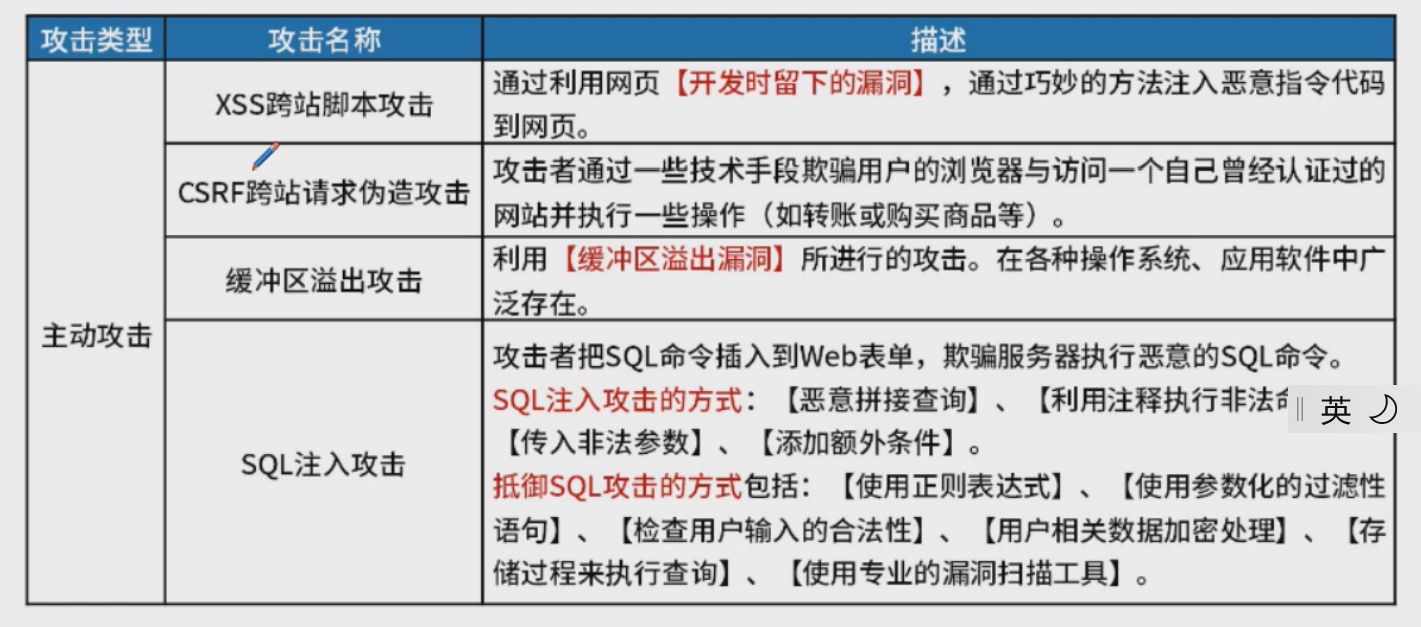 攻击类型 攻击名称 描述
主动攻击
XSS跨站脚本攻击
通过利用网页【开发时留下的漏洞】，通过巧妙的方法注入恶意指令代码
到网页。
CSRF跨站请求伪造攻击
攻击者通过一些技术手段欺骗用户的浏览器与访问一个自己曾经认证过的
网站并执行一些操作（如转账或购买商品等）。
缓冲区溢出攻击
利用【缓冲区溢出漏洞】所进行的攻击。在各种操作系统、应用软件中广
泛存在。
SQL注入攻击
攻击者把SQL命令插入到Web表单，欺骗服务器执行恶意的SQL命令。
SQL注入攻击的方式：【恶意拼接查询】、【利用注释执行非法
英
【传入非法参数】、【添加额外条件】。
抵御SQL攻击的方式包括：【使用正则表达式】、【使用参数化的过滤性
语句】、【检查用户输入的合法性】、【用户相关数据加密处理】、【存
储过程来执行查询】、【使用专业的漏洞扫描工具】。